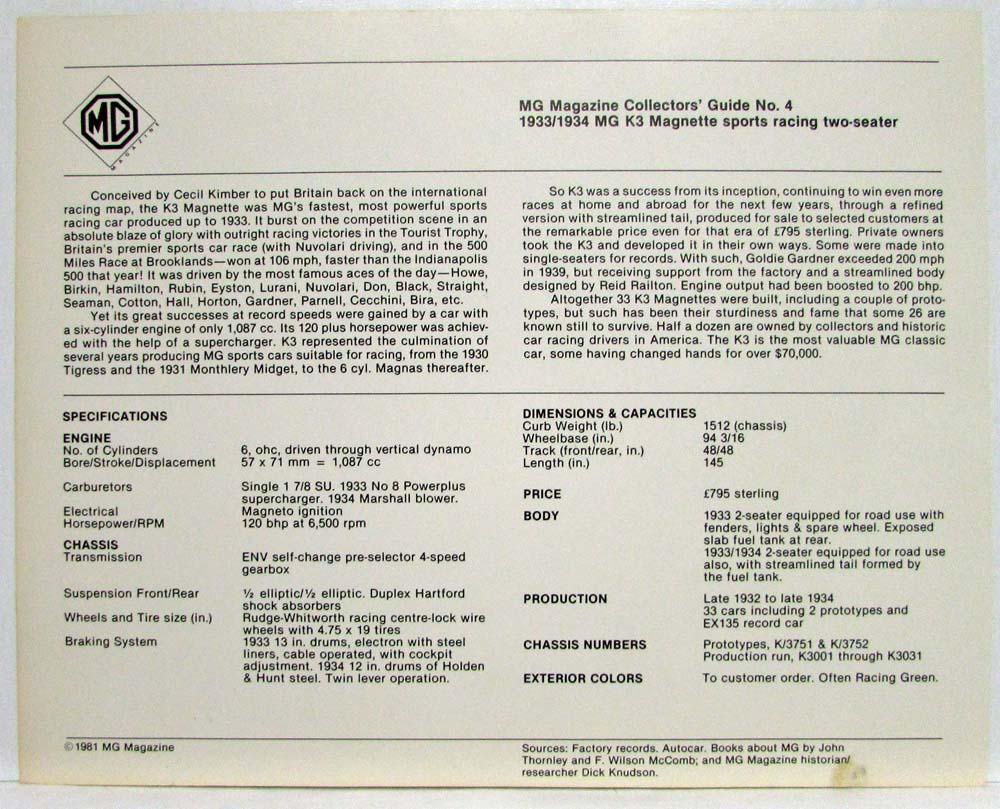 MG
MAGAZINE
MG Magazine Collectors' Guide No. 4
1933/1934 MG K3 Magnette sports racing two-seater
Conceived by Cecil Kimber to put Britain back on the international
racing map, the K3 Magnette was MG's fastest, most powerful sports
racing car produced up to 1933. It burst on the competition scene in an
absolute blaze of glory with outright racing victories in the Tourist Trophy,
Britain's premier sports car race (with Nuvolari driving), and in the 500
Miles Race at Brooklands—won at 106 mph, faster than the Indianapolis
500 that year! It was driven by the most famous aces of the day—Howe,
Birkin, Hamilton, Rubin, Eyston, Lurani, Nuvolari, Don, Black, Straight,
Seaman, Cotton, Hall, Horton, Gardner, Parnell, Cecchini, Bira, etc.
Yet its great successes at record speeds were gained by a car with
a six-cylinder engine of only 1,087 cc. Its 120 plus horsepower was achiev-
ed with the help of a supercharger. K3 represented the culmination of
several years producing MG sports cars suitable for racing, from the 1930
Tigress and the 1931 Monthlery Midget, to the 6 cyl. Magnas thereafter.
So K3 was a success from its inception, continuing to win even more
races at home and abroad for the next few years, through a refined
version with streamlined tail, produced for sale to selected customers at
the remarkable price even for that era of £795 sterling. Private owners
took the K3 and developed it in their own ways. Some were made into
single-seaters for records. With such, Goldie Gardner exceeded 200 mph
in 1939, but receiving support from the factory and a streamlined body
designed by Reid Railton. Engine output had been boosted to 200 bhp.
Altogether 33 K3 Magnettes were built, including a couple of proto-
types, but such has been their sturdiness and fame that some 26 are
known still to survive. Half a dozen are owned by collectors and historic
car racing drivers in America. The K3 is the most valuable MG classic
car, some having changed hands for over $70,000.
SPECIFICATIONS
ENGINE
No. of Cylinders 6, ohc, driven through vertical dynamo
Bore/Stroke/Displacement 57 x 71 mm = 1,087 cc
Carburetors Single 1 7/8 SU. 1933 No 8 Powerplus
supercharger. 1934 Marshall blower.
Electrical Magneto ignition
Horsepower/RPM 120 bhp at 6,500 rpm
CHASSIS
Transmission ENV self-change pre-selector 4-speed
gearbox
Suspension Front/Rear ½ elliptic/½ elliptic. Duplex Hartford
shock absorbers
Wheels and Tire size (in.) Rudge-Whitworth racing centre-lock wire
wheels with 4.75 x 19 tires
Braking System 1933 13 in. drums, electron with steel
liners, cable operated, with cockpit
adjustment. 1934 12 in. drums of Holden
& Hunt steel. Twin lever operation.
DIMENSIONS & CAPACITIES
Curb Weight (lb.) 1512 (chassis)
Wheelbase (in.) 94 3/16
Track (front/rear, in.) 48/48
Length (in.) 145
PRICE £795 sterling
BODY 1933 2-seater equipped for road use with
fenders, lights & spare wheel. Exposed
slab fuel tank at rear.
1933/1934 2-seater equipped for road use
also, with streamlined tail formed by
the fuel tank.
PRODUCTION Late 1932 to late 1934
33 cars including 2 prototypes and
EX135 record car
CHASSIS NUMBERS Prototypes, K/3751 & K/3752
Production run, K3001 through K3031
EXTERIOR COLORS To customer order. Often Racing Green.
©1981 MG Magazine
Sources: Factory records. Autocar. Books about MG by John
Thornley and F. Wilson McComb; and MG Magazine historian/
researcher Dick Knudson.